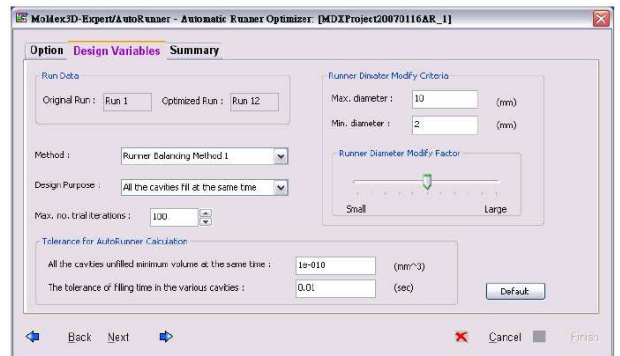 Moldex3D-Expert/AutoRunner - Automatic Runner Optimizer: [MDXProject20070116AR_1]
Option Design Variables Summary
Run Data
Original Run : Run 1 Optimized Run : Run 12
Runner Dimater Modify Criteria
Max. diameter : 10 (mm)
Min. diameter : 2 (mm)
Method : Runner Balancing Method 1
Design Purpose : All the cavities fill at the same time
Max. no. trial iterations : 100
Runner Diameter Modify Factor
Small Large
Tolerance for AutoRunner Calculation
All the cavities unfilled minimum volume at the same time : 1e-010 (mm^3)
The tolerance of filling time in the various cavities : 0.01 (sec)
Default
Back Next Cancel Finish